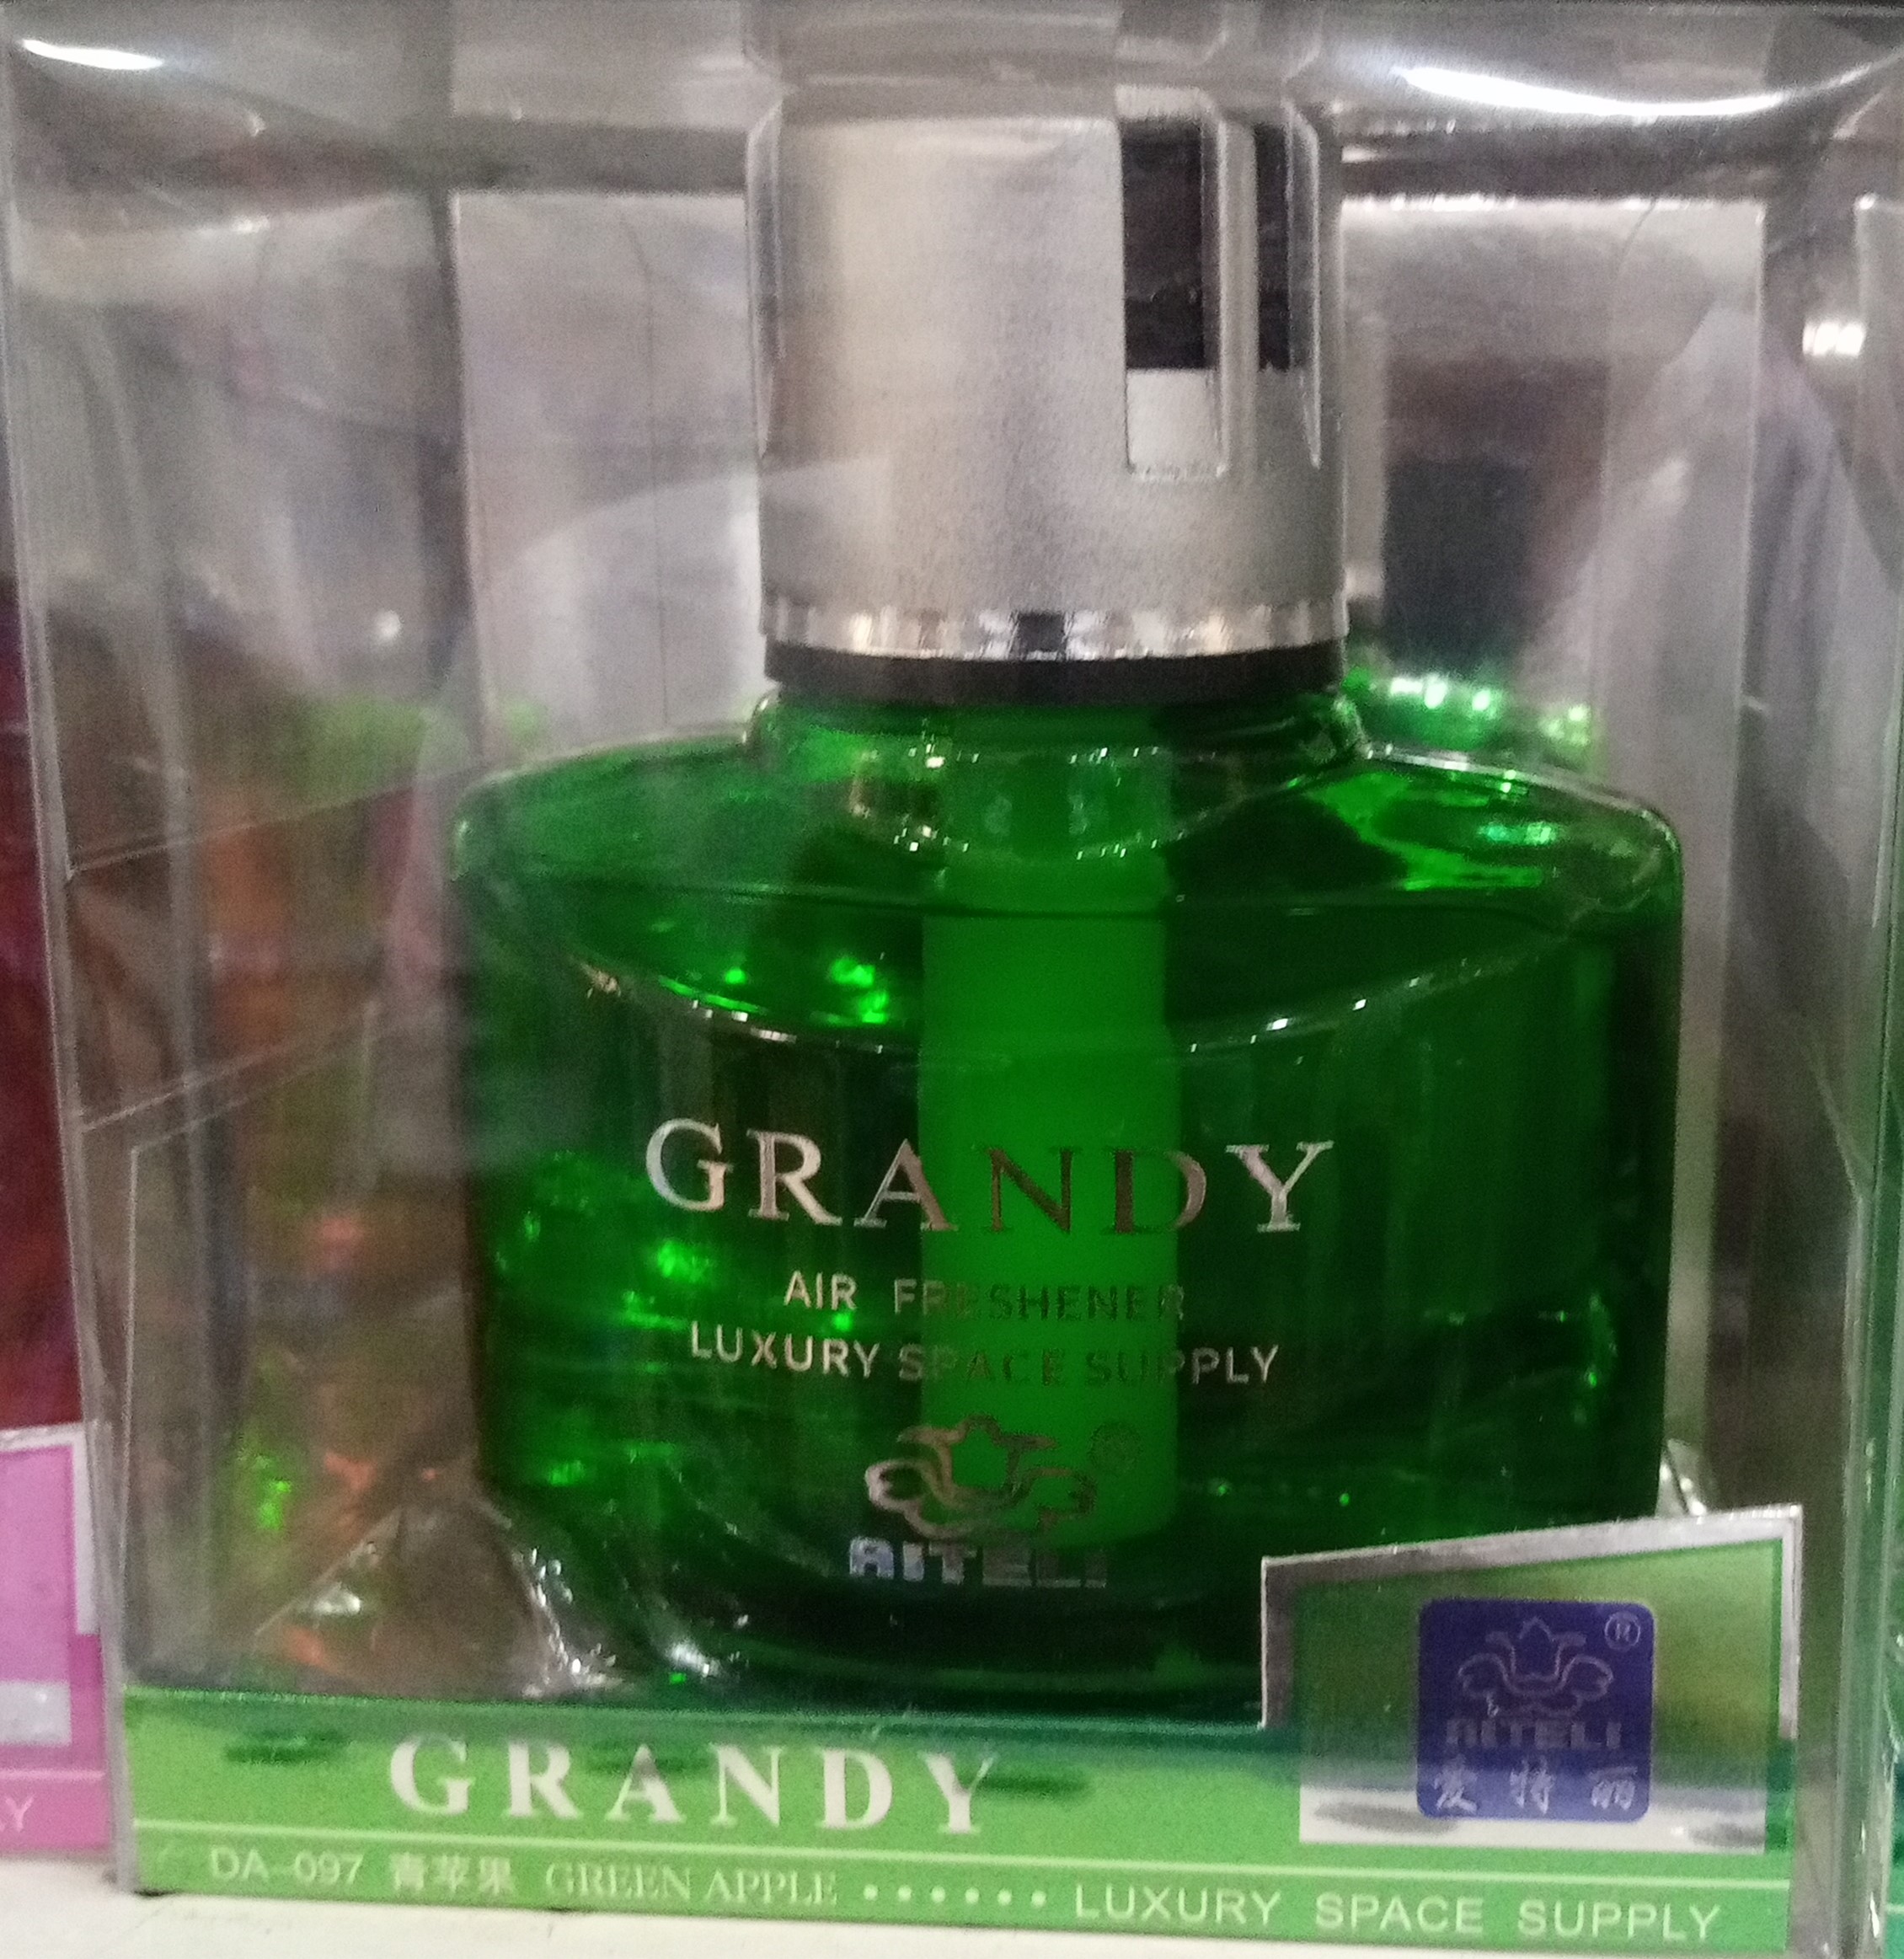 GRANDY
AIR FRESHENER
LUXURY SPACE SUPPLY
®
AITELI
®
AITELI
爱特丽
GRANDY
DA-097 青苹果 GREEN APPLE ······· LUXURY SPACE SUPPLY